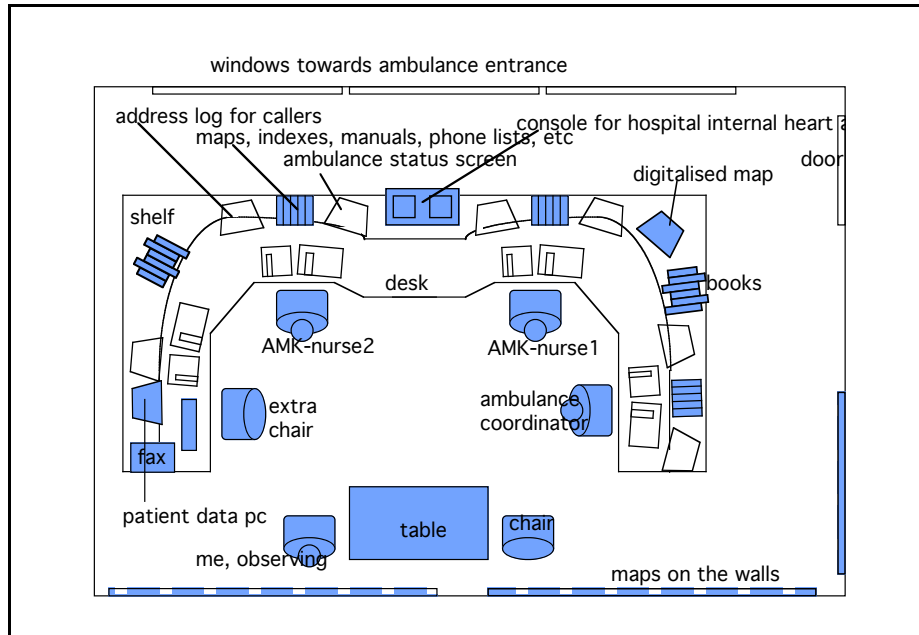 windows towards ambulance entrance
address log for callers
maps, indexes, manuals, phone lists, etc
ambulance status screen
console for hospital internal heart
door
digitalised map
shelf
desk
books
AMK-nurse2
AMK-nurse1
extra
chair
ambulance
coordinator
fax
patient data pc
table
chair
me, observing
maps on the walls